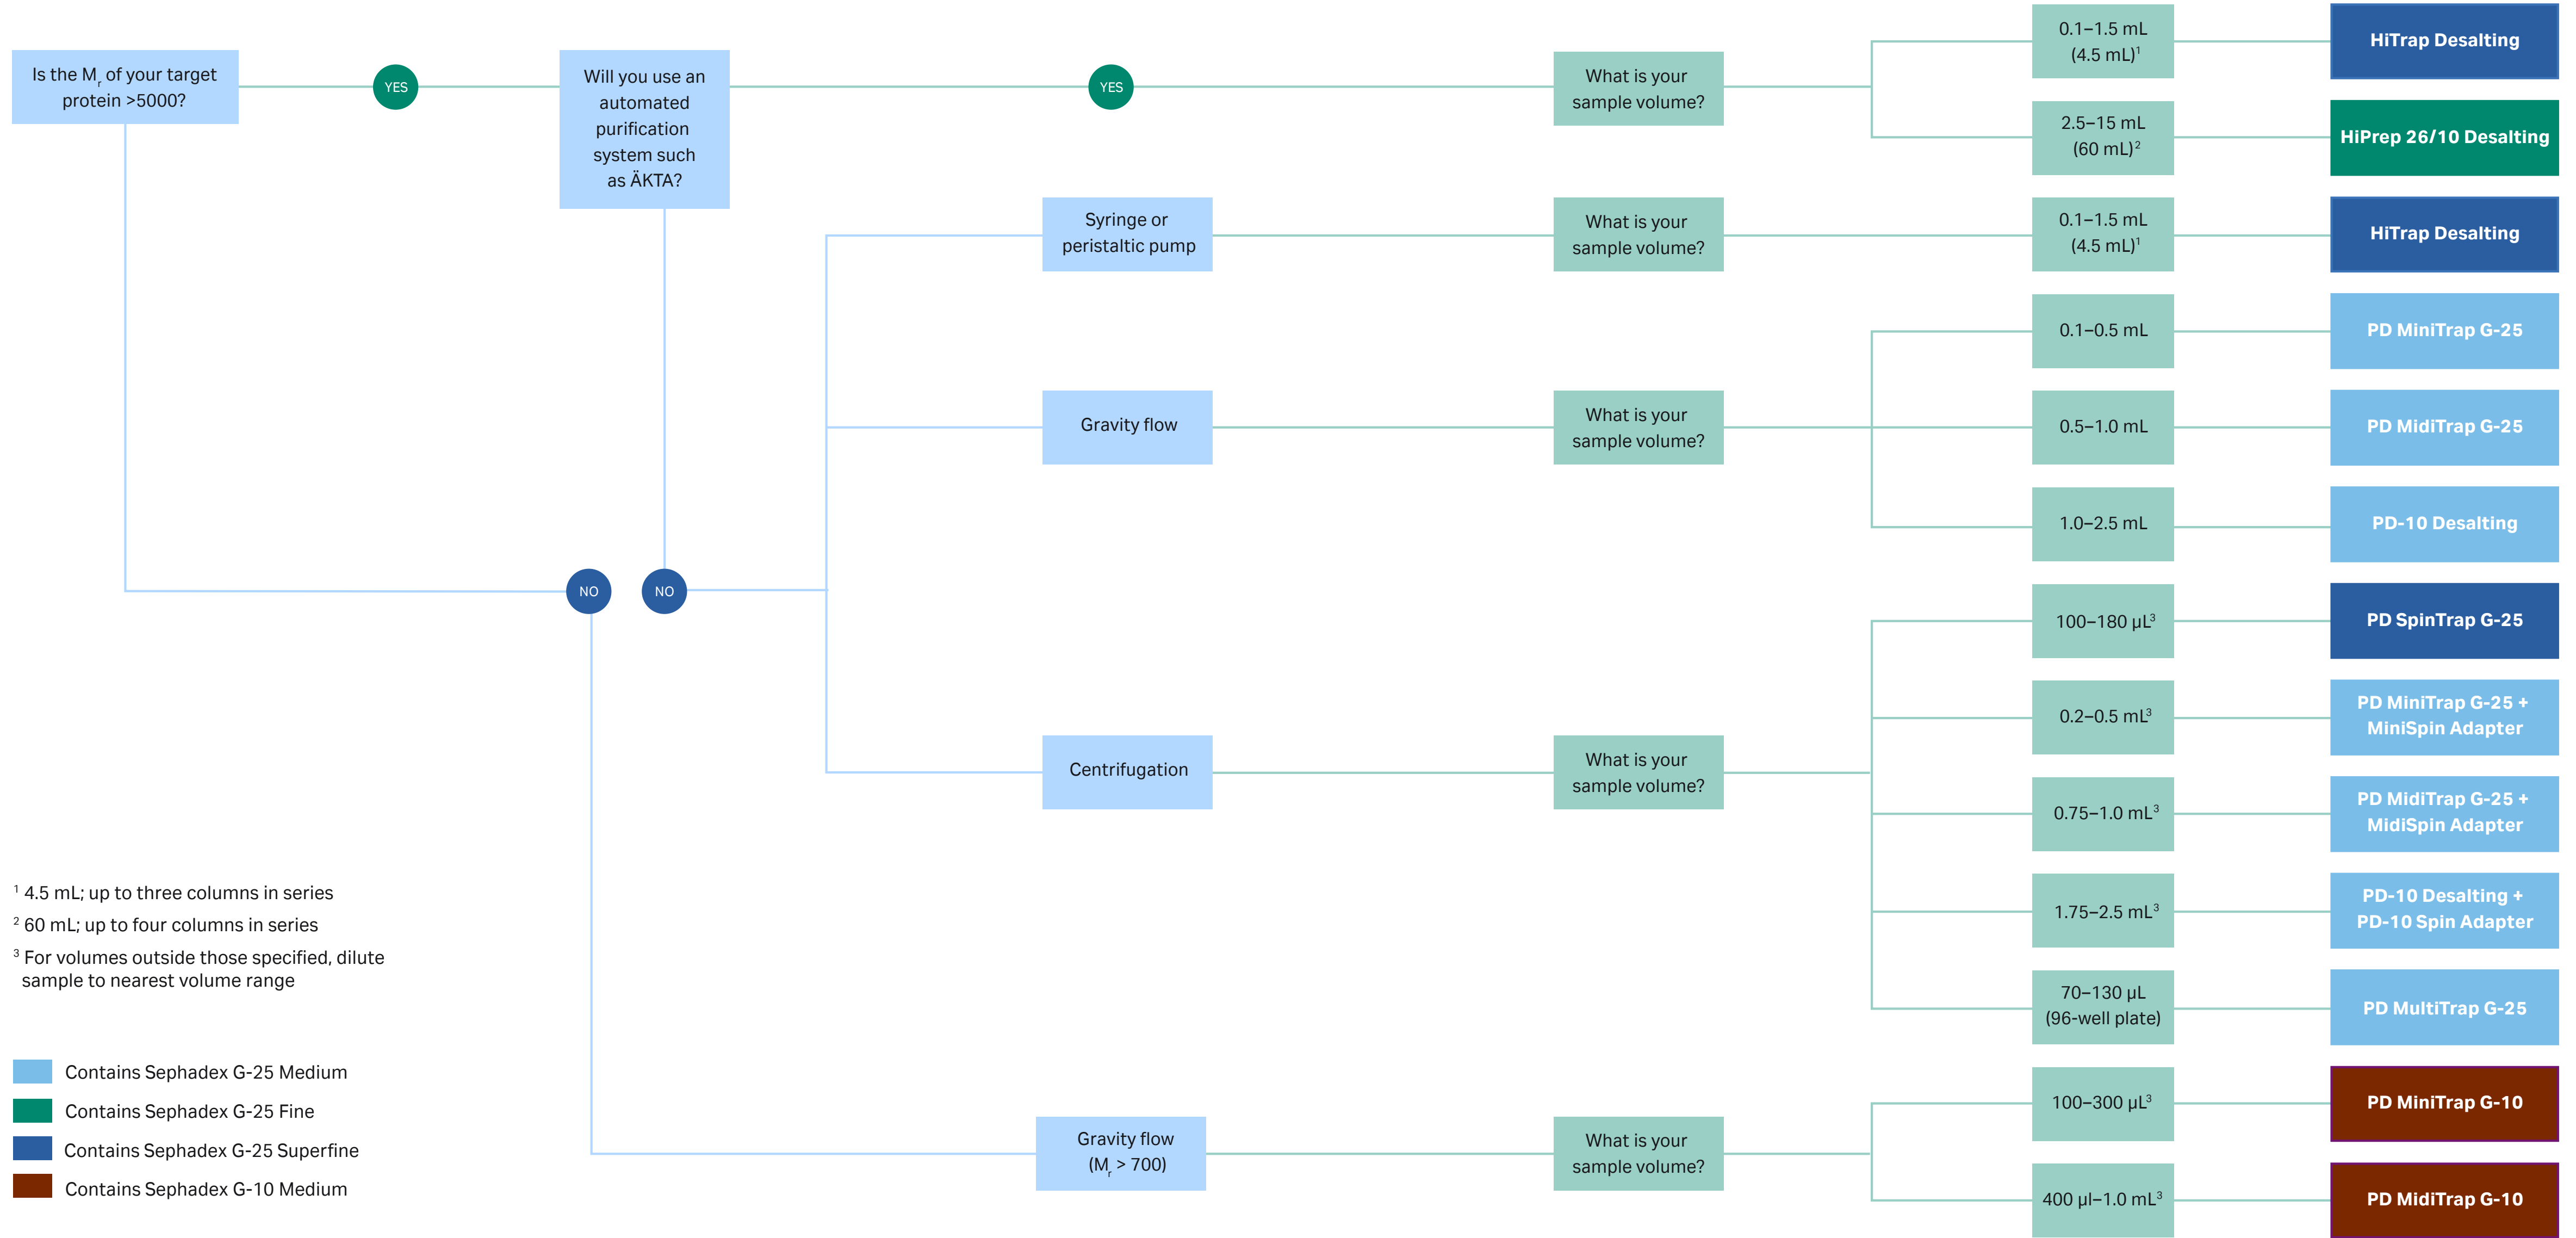 Is the Mr of your target
protein >5000?
YES
Will you use an
automated
purification
system such
as ÄKTA?
YES
What is your
sample volume?
0.1–1.5 mL
(4.5 mL)1
HiTrap Desalting
2.5–15 mL
(60 mL)2
HiPrep 26/10 Desalting
Syringe or
peristaltic pump
What is your
sample volume?
0.1–1.5 mL
(4.5 mL)1
HiTrap Desalting
0.1–0.5 mL
PD MiniTrap G-25
Gravity flow
What is your
sample volume?
0.5–1.0 mL
PD MidiTrap G-25
1.0–2.5 mL
PD-10 Desalting
NO
NO
100–180 µL3
PD SpinTrap G-25
0.2–0.5 mL3
PD MiniTrap G-25 +
MiniSpin Adapter
Centrifugation
What is your
sample volume?
0.75–1.0 mL3
PD MidiTrap G-25 +
MidiSpin Adapter
1.75–2.5 mL3
PD-10 Desalting +
PD-10 Spin Adapter
70–130 µL
(96-well plate)
PD MultiTrap G-25
Gravity flow
(Mr > 700)
What is your
sample volume?
100–300 µL3
PD MiniTrap G-10
400 µl–1.0 mL3
PD MidiTrap G-10
1 4.5 mL; up to three columns in series
2 60 mL; up to four columns in series
3 For volumes outside those specified, dilute
sample to nearest volume range
Contains Sephadex G-25 Medium
Contains Sephadex G-25 Fine
Contains Sephadex G-25 Superfine
Contains Sephadex G-10 Medium